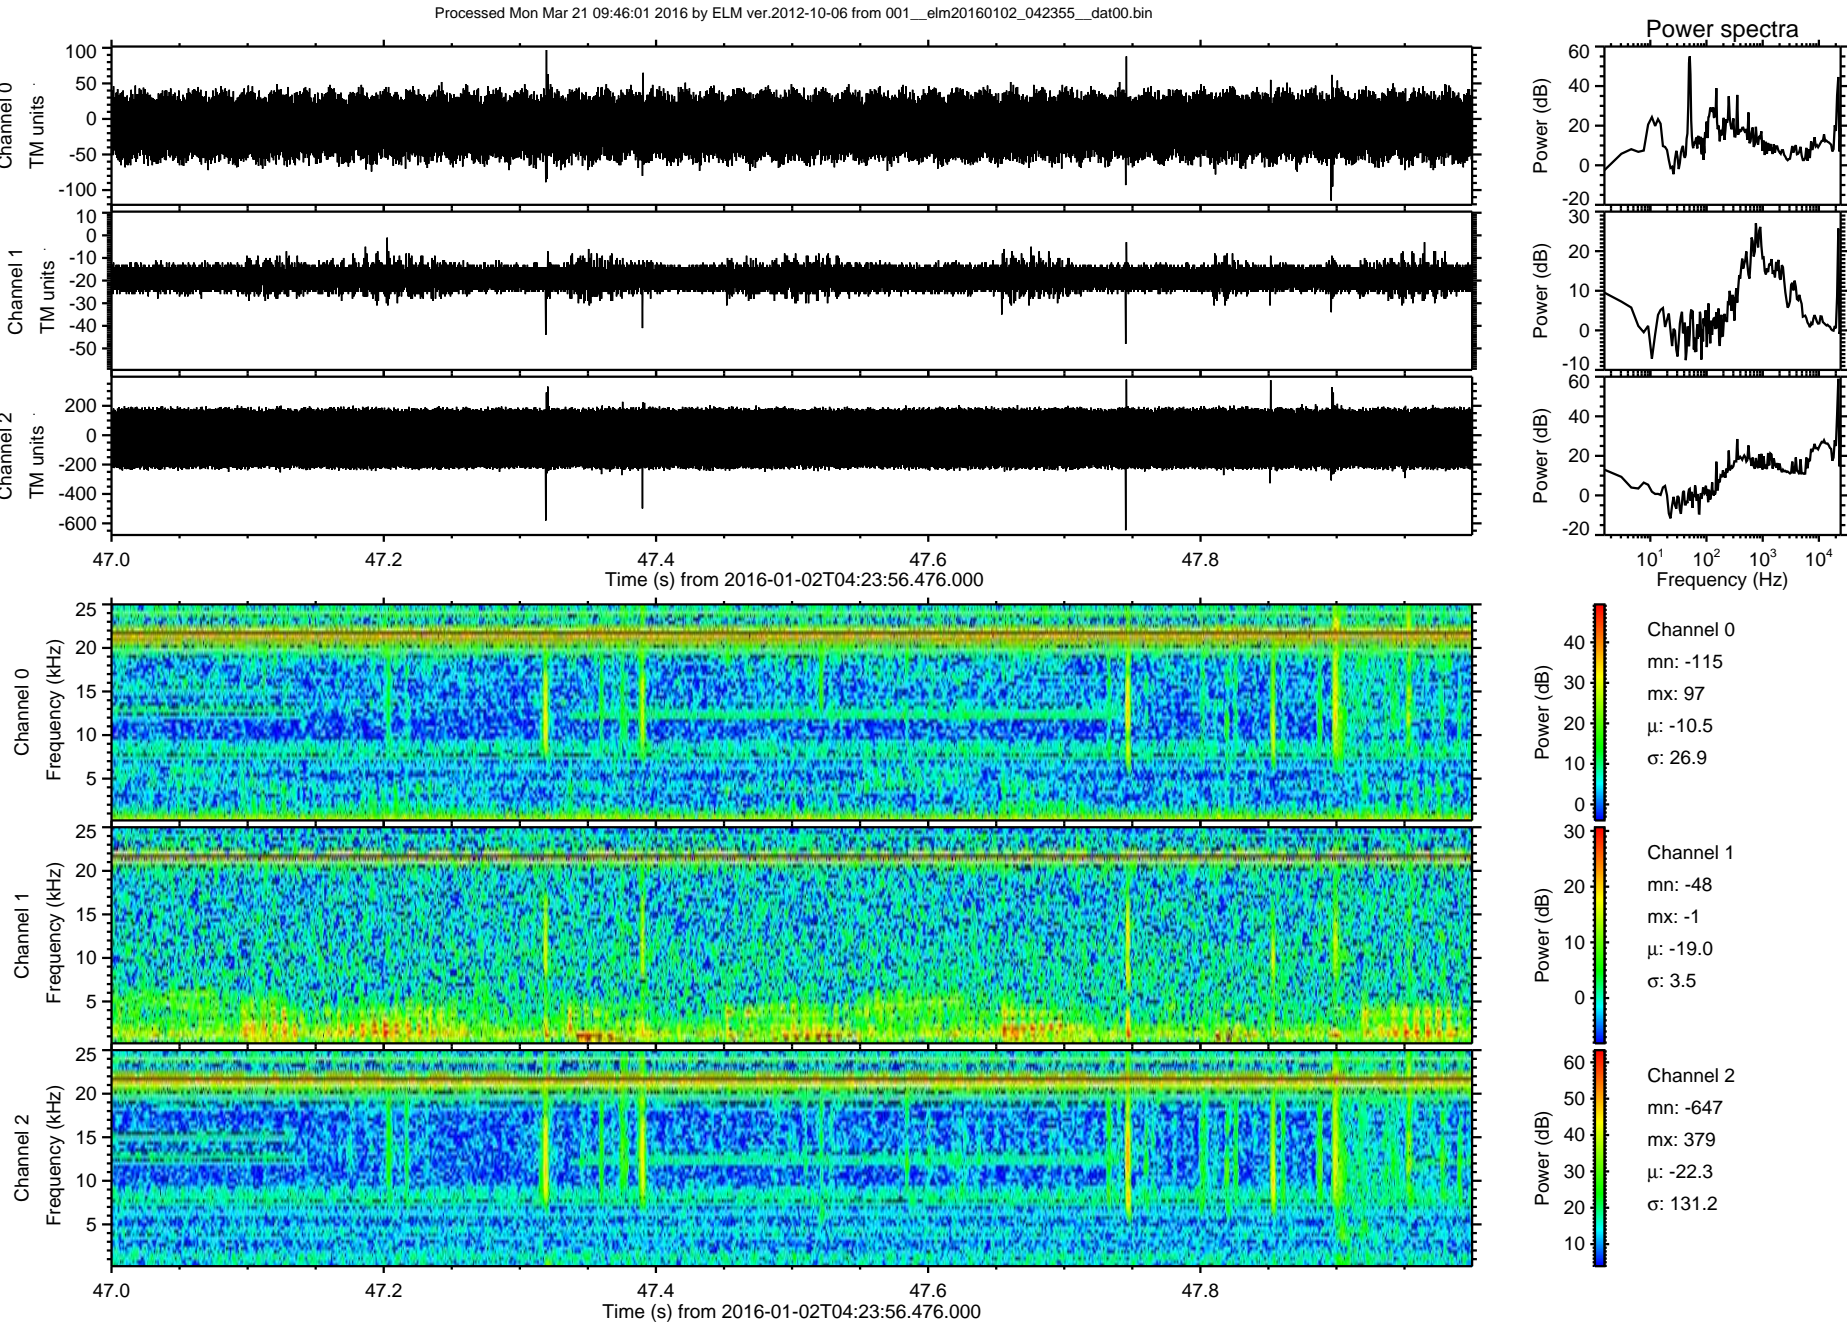 Processed Mon Mar 21 09:46:01 2016 by ELM ver.2012-10-06 from 001__elm20160102_042355__dat00.bin
Power spectra
Channel 0
TM units
100
50
0
-50
-100
Power (dB)
60
40
20
0
-20
Channel 1
TM units
10
0
-10
-20
-30
-40
-50
Power (dB)
30
20
10
0
-10
Channel 2
TM units
200
0
-200
-400
-600
Power (dB)
60
40
20
0
-20
47.0 47.2 47.4 47.6 47.8
Time (s) from 2016-01-02T04:23:56.476.000
10^1 10^2 10^3 10^4
Frequency (Hz)
Channel 0
Frequency (kHz)
25
20
15
10
5
Power (dB)
40
30
20
10
0
Channel 0
mn: -115
mx: 97
μ: -10.5
σ: 26.9
Channel 1
Frequency (kHz)
25
20
15
10
5
Power (dB)
30
20
10
0
Channel 1
mn: -48
mx: -1
μ: -19.0
σ: 3.5
Channel 2
Frequency (kHz)
25
20
15
10
5
Power (dB)
60
50
40
30
20
10
Channel 2
mn: -647
mx: 379
μ: -22.3
σ: 131.2
47.0 47.2 47.4 47.6 47.8
Time (s) from 2016-01-02T04:23:56.476.000